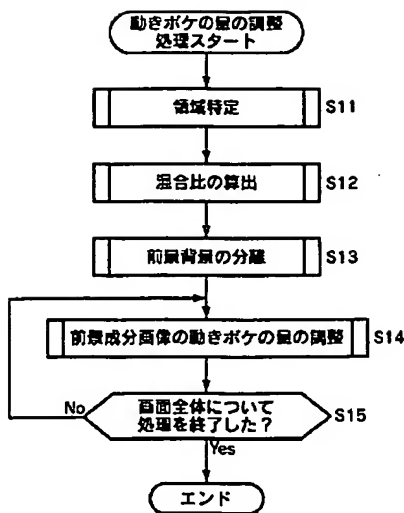 動きボケの量の調整
処理スタート
領域特定
S11
混合比の算出
S12
前景背景の分離
S13
前景成分画像の動きボケの量の調整
S14
画面全体について
処理を終了した？
S15
No
Yes
エンド